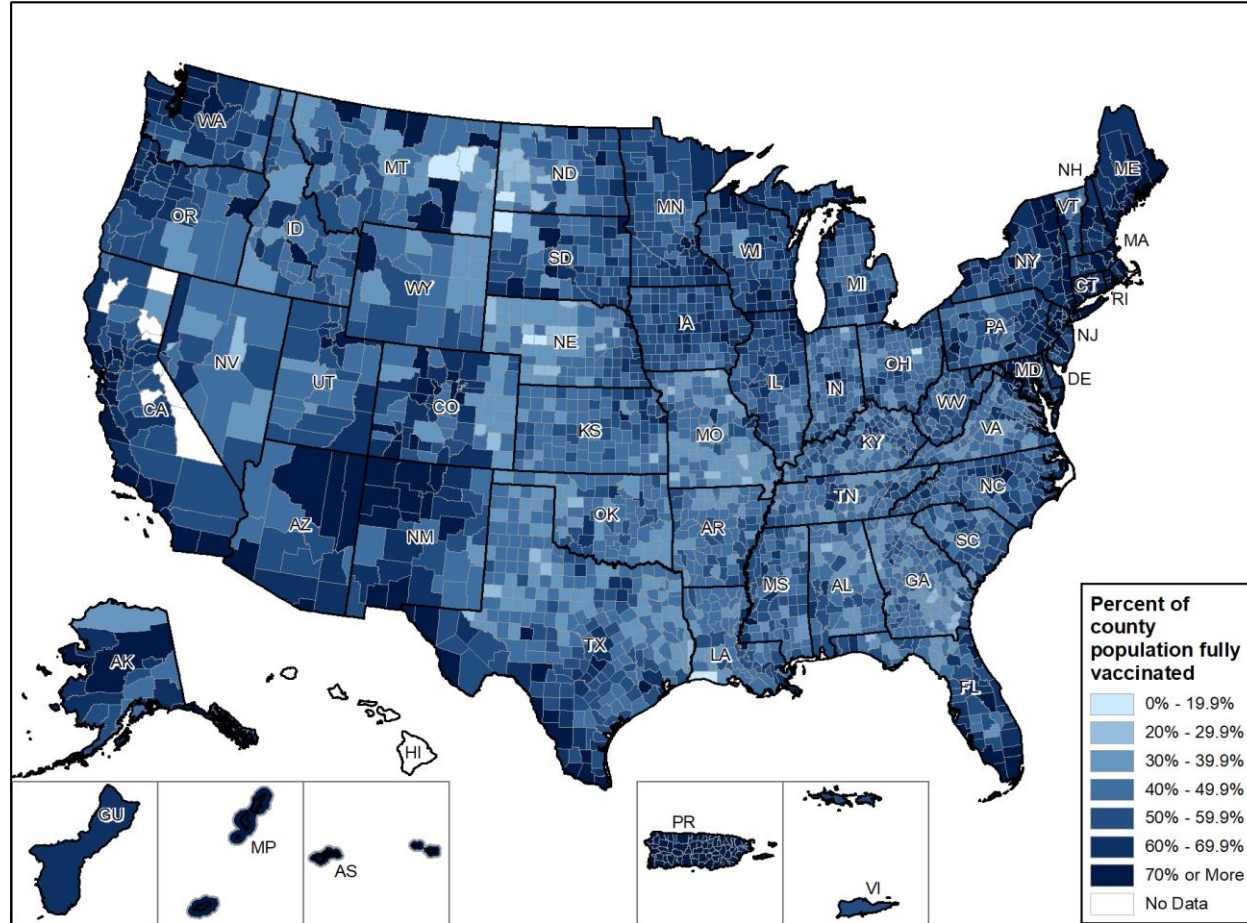 WA
MT
ND
MN
NH
ME
VT
OR
ID
SD
WI
MA
NY
WY
MI
CT
RI
IA
PA
NE
NJ
NV
OH
UT
IL
IN
MD
DE
CA
CO
WV
KS
MO
VA
KY
NC
TN
AZ
OK
NM
AR
SC
MS
AL
GA
TX
LA
AK
FL
HI
GU
MP
AS
PR
VI
Percent of
county
population fully
vaccinated
0% - 19.9%
20% - 29.9%
30% - 39.9%
40% - 49.9%
50% - 59.9%
60% - 69.9%
70% or More
No Data